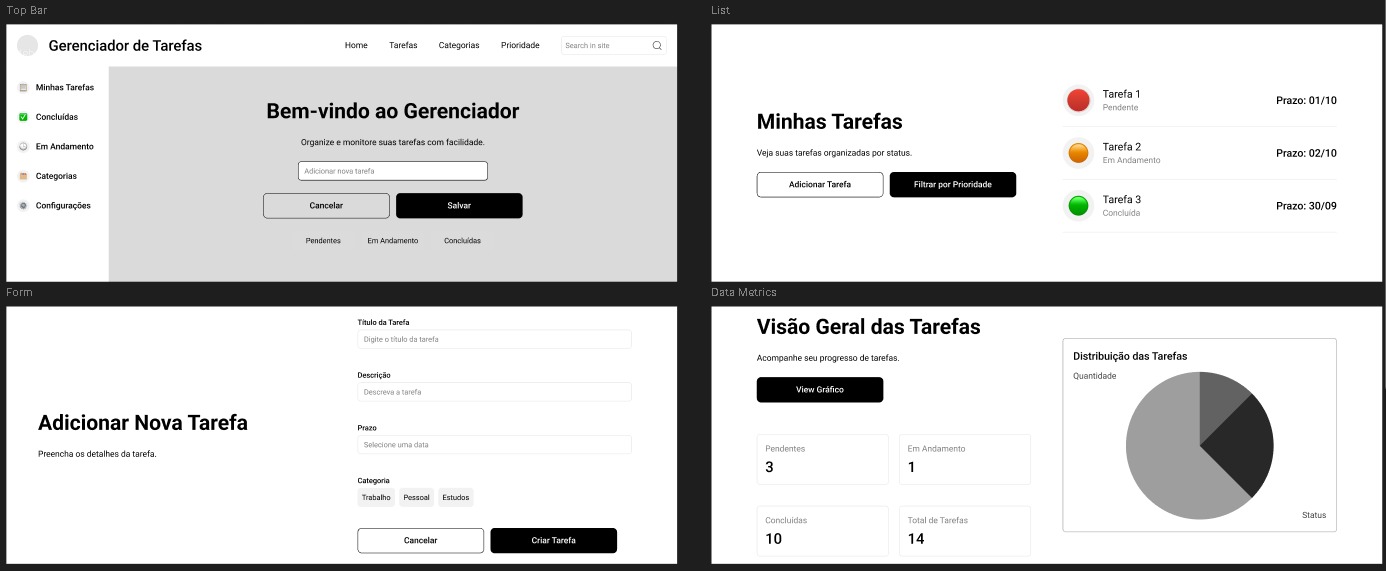 Top Bar
Gerenciador de Tarefas
Home
Tarefas
Categorias
Prioridade
Search in site
Minhas Tarefas
Concluídas
Em Andamento
Categorias
Configurações
Bem-vindo ao Gerenciador
Organize e monitore suas tarefas com facilidade.
Adicionar nova tarefa
Cancelar
Salvar
Pendentes
Em Andamento
Concluídas
List
Minhas Tarefas
Veja suas tarefas organizadas por status.
Adicionar Tarefa
Filtrar por Prioridade
Tarefa 1
Pendente
Prazo: 01/10
Tarefa 2
Em Andamento
Prazo: 02/10
Tarefa 3
Concluída
Prazo: 30/09
Form
Adicionar Nova Tarefa
Preencha os detalhes da tarefa.
Título da Tarefa
Digite o título da tarefa
Descrição
Descreva a tarefa
Prazo
Selecione uma data
Categoria
Trabalho
Pessoal
Estudos
Cancelar
Criar Tarefa
Data Metrics
Visão Geral das Tarefas
Acompanhe seu progresso de tarefas.
View Gráfico
Pendentes
3
Em Andamento
1
Concluídas
10
Total de Tarefas
14
Distribuição das Tarefas
Quantidade
Status